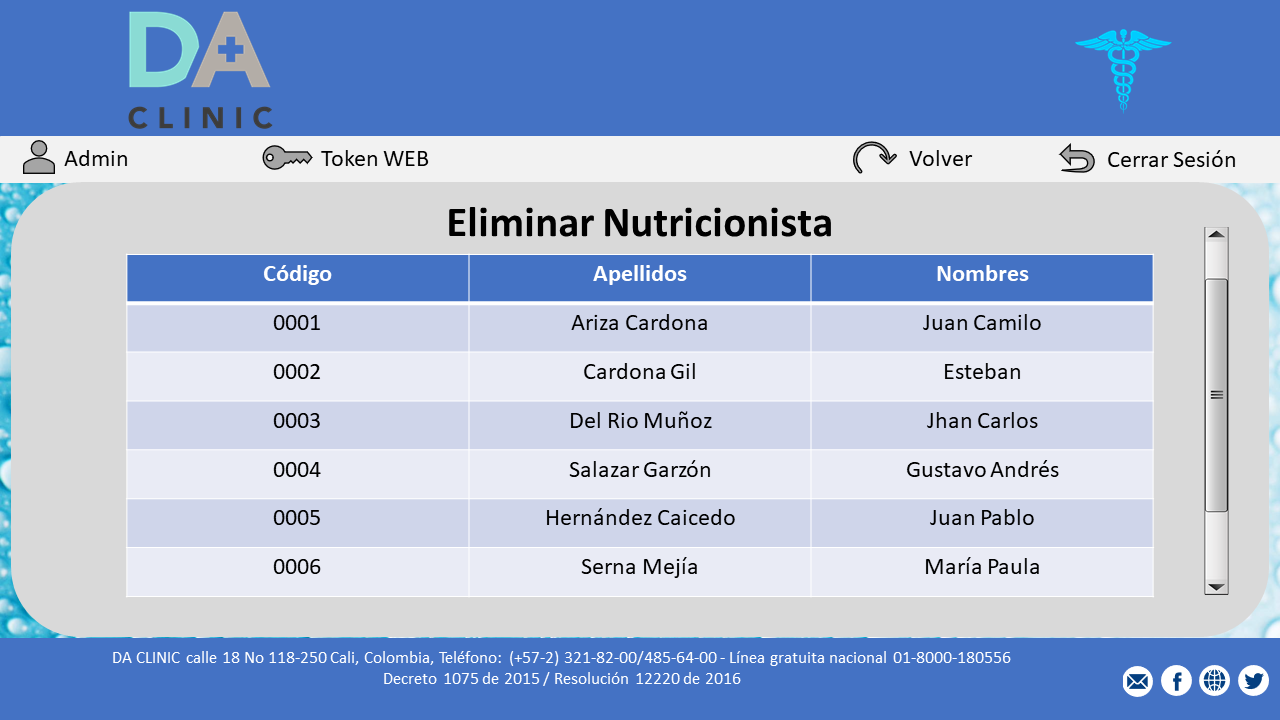 DA
CLINIC
Admin
Token WEB
Volver
Cerrar Sesión
Eliminar Nutricionista
Código Apellidos Nombres
0001 Ariza Cardona Juan Camilo
0002 Cardona Gil Esteban
0003 Del Rio Muñoz Jhan Carlos
0004 Salazar Garzón Gustavo Andrés
0005 Hernández Caicedo Juan Pablo
0006 Serna Mejía María Paula
DA CLINIC calle 18 No 118-250 Cali, Colombia, Teléfono: (+57-2) 321-82-00/485-64-00 - Línea gratuita nacional 01-8000-180556
Decreto 1075 de 2015 / Resolución 12220 de 2016